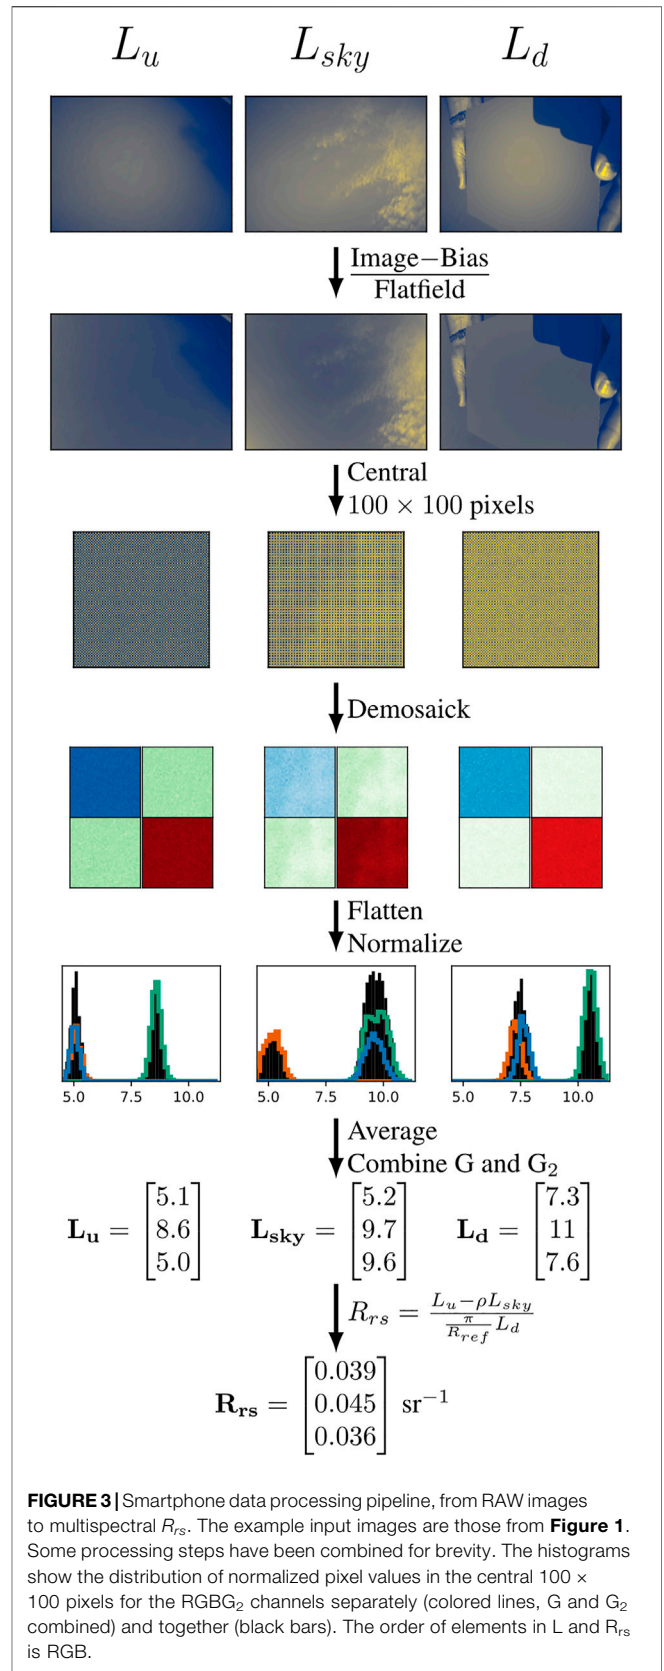 L_u L_sky L_d
Image−Bias
Flatfield
Central
100 × 100 pixels
Demosaick
Flatten
Normalize
5.0 7.5 10.0 5.0 7.5 10.0 5.0 7.5 10.0
Average
Combine G and G₂
L_u = [5.1 8.6 5.0] L_sky = [5.2 9.7 9.6] L_d = [7.3 11 7.6]
R_rs = (L_u − ρL_sky) / (π/R_ref L_d)
R_rs = [0.039 0.045 0.036] sr⁻¹
FIGURE 3 | Smartphone data processing pipeline, from RAW images
to multispectral R_rs. The example input images are those from Figure 1.
Some processing steps have been combined for brevity. The histograms
show the distribution of normalized pixel values in the central 100 ×
100 pixels for the RGBG₂ channels separately (colored lines, G and G₂
combined) and together (black bars). The order of elements in L and R_rs
is RGB.